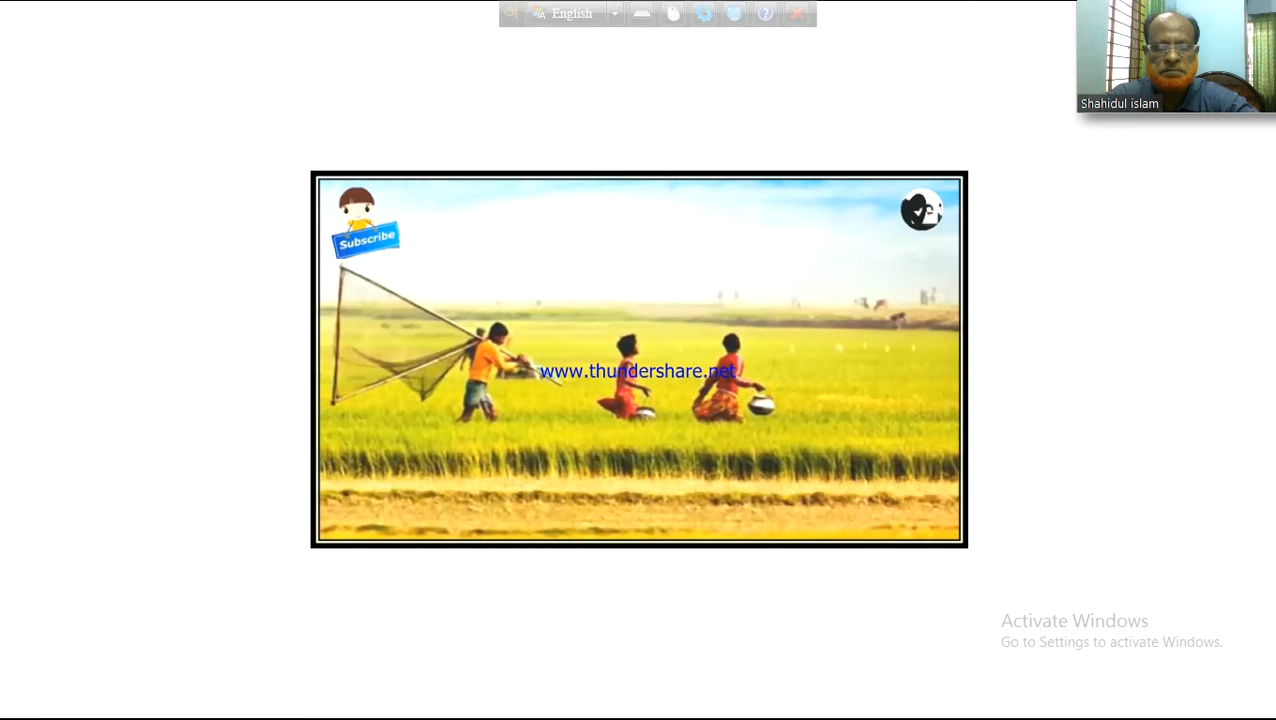 English
Shahidul islam
Subscribe
www.thundershare.net
Activate Windows
Go to Settings to activate Windows.